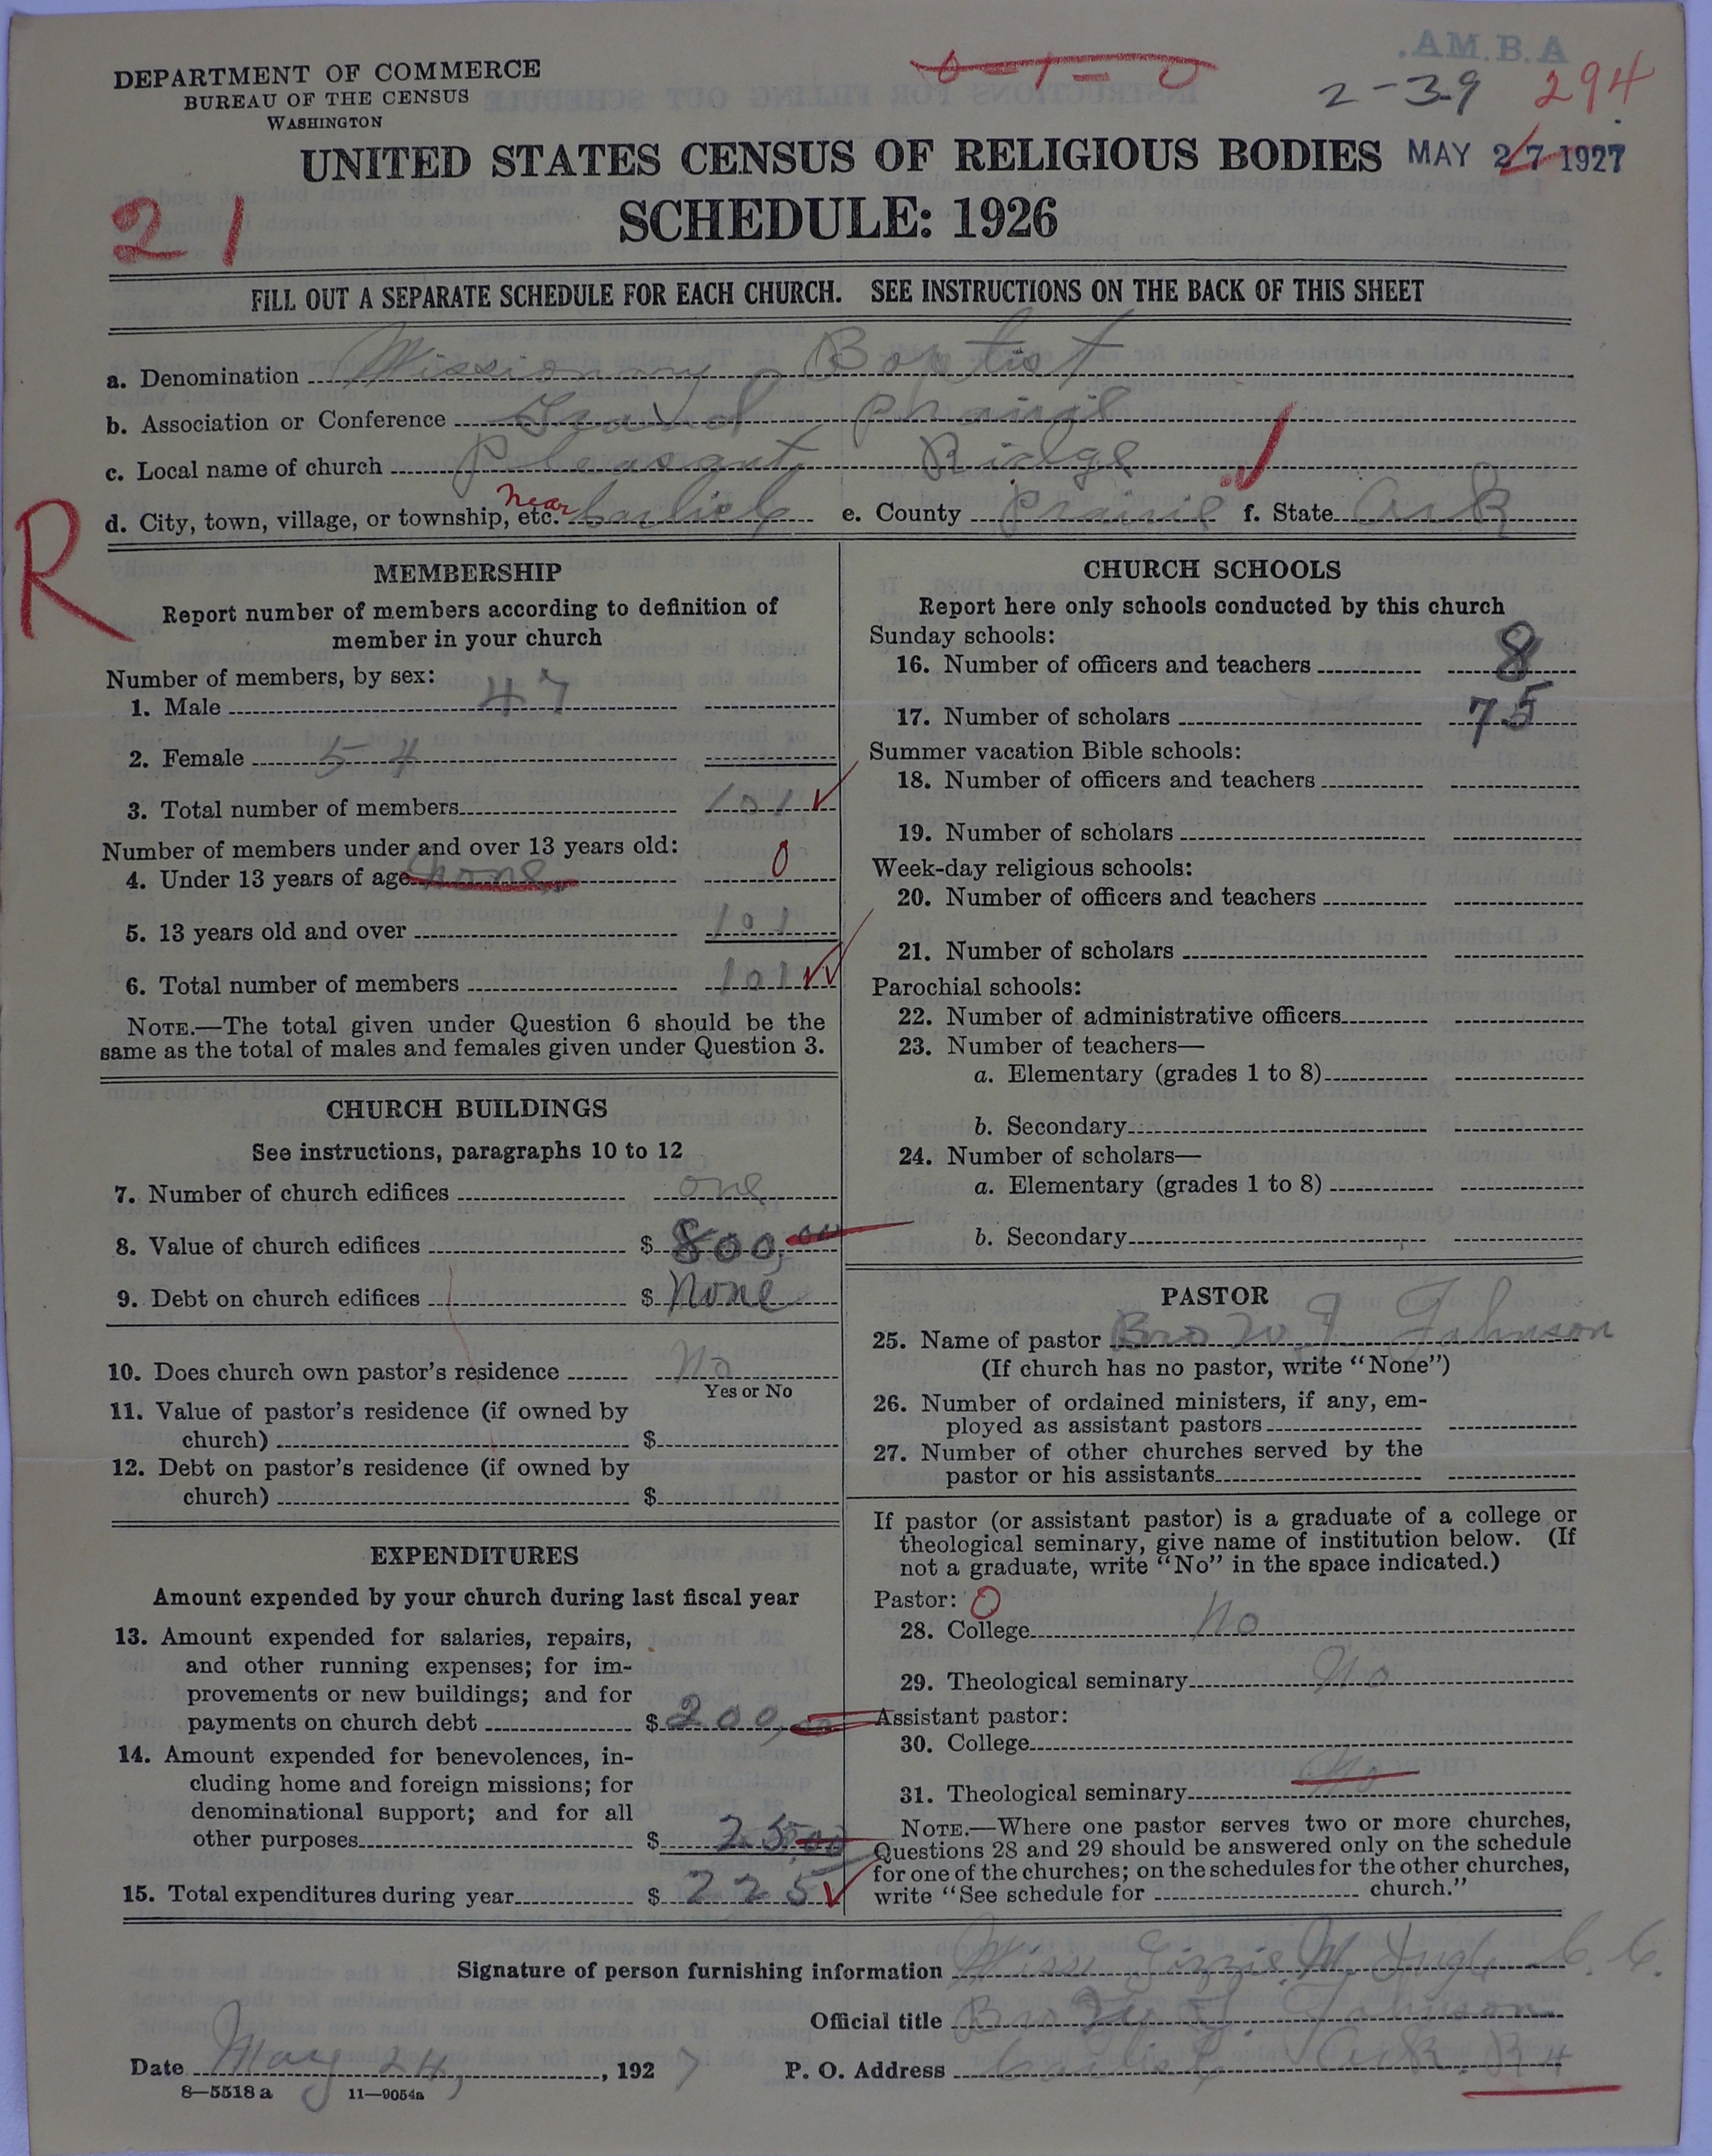 A.B.M.A.
DEPARTMENT OF COMMERCE
BUREAU OF THE CENSUS
WASHINGTON
0-1-0
2-39 294
UNITED STATES CENSUS OF RELIGIOUS BODIES MAY 27 1927
21
SCHEDULE: 1926
FILL OUT A SEPARATE SCHEDULE FOR EACH CHURCH. SEE INSTRUCTIONS ON THE BACK OF THIS SHEET
a. Denomination Missionary Baptist
b. Association or Conference Grand Prairie
c. Local name of church Pleasant Ridge
d. City, town, village, or township, etc. near Carlisle e. County Prairie f. State Ark
R
MEMBERSHIP
Report number of members according to definition of
member in your church
Number of members, by sex:
1. Male 47
2. Female 54
3. Total number of members 101
Number of members under and over 13 years old:
4. Under 13 years of age none 0
5. 13 years old and over 101
6. Total number of members 101
NOTE.—The total given under Question 6 should be the
same as the total of males and females given under Question 3.
CHURCH BUILDINGS
See instructions, paragraphs 10 to 12
7. Number of church edifices one
8. Value of church edifices $ 800.00
9. Debt on church edifices $ None
10. Does church own pastor's residence No
Yes or No
11. Value of pastor's residence (if owned by
church) $
12. Debt on pastor's residence (if owned by
church) $
EXPENDITURES
Amount expended by your church during last fiscal year
13. Amount expended for salaries, repairs,
and other running expenses; for im-
provements or new buildings; and for
payments on church debt $ 200.00
14. Amount expended for benevolences, in-
cluding home and foreign missions; for
denominational support; and for all
other purposes $ 25.00
15. Total expenditures during year $ 225
CHURCH SCHOOLS
Report here only schools conducted by this church
Sunday schools:
16. Number of officers and teachers 8
17. Number of scholars 75
Summer vacation Bible schools:
18. Number of officers and teachers
19. Number of scholars
Week-day religious schools:
20. Number of officers and teachers
21. Number of scholars
Parochial schools:
22. Number of administrative officers
23. Number of teachers—
a. Elementary (grades 1 to 8)
b. Secondary
24. Number of scholars—
a. Elementary (grades 1 to 8)
b. Secondary
PASTOR
25. Name of pastor Bro W J Johnson
(If church has no pastor, write "None")
26. Number of ordained ministers, if any, em-
ployed as assistant pastors
27. Number of other churches served by the
pastor or his assistants
If pastor (or assistant pastor) is a graduate of a college or
theological seminary, give name of institution below. (If
not a graduate, write "No" in the space indicated.)
Pastor: 0
28. College No
29. Theological seminary No
Assistant pastor:
30. College
31. Theological seminary No
NOTE.—Where one pastor serves two or more churches,
Questions 28 and 29 should be answered only on the schedule
for one of the churches; on the schedules for the other churches,
write "See schedule for church."
Signature of person furnishing information Miss Lizzie M. C. C.
Official title Bro W. J. Johnson
Date May 24, 1927 P. O. Address Carlisle Ark. R 4
8—5518 a 11—9054a